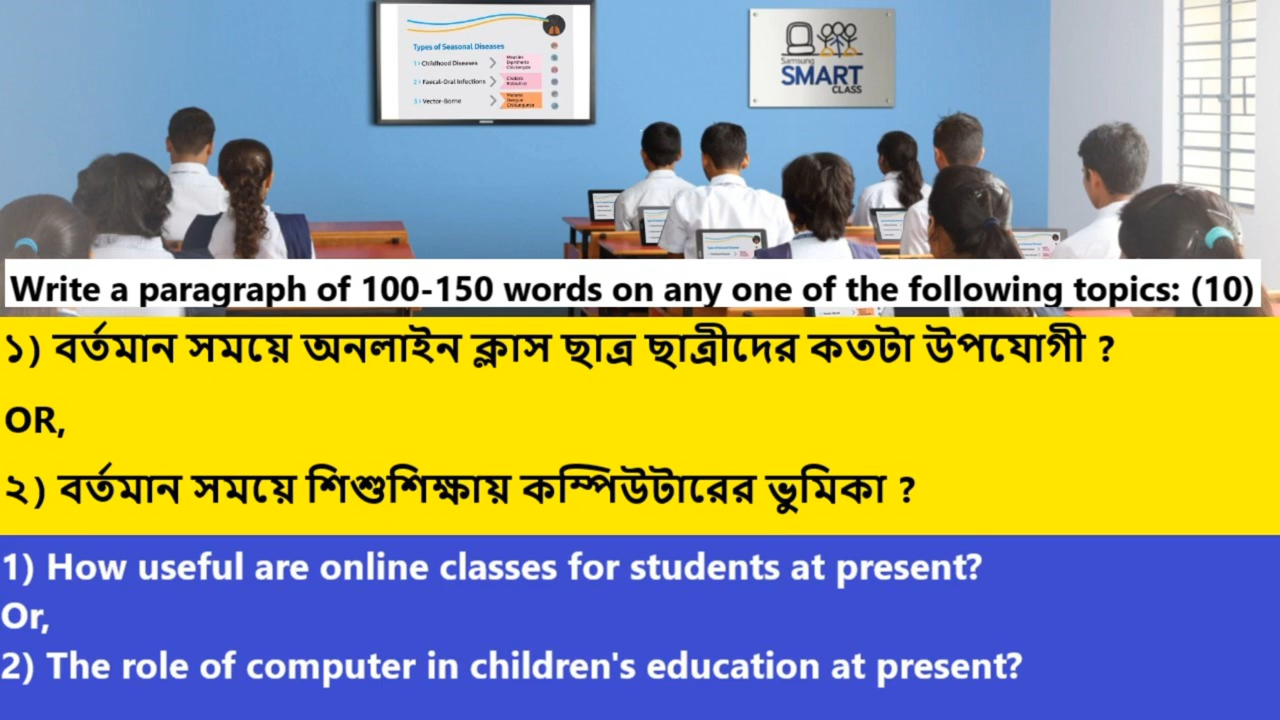 Types of Seasonal Diseases
1 Childhood Diseases
2 Faecal-Oral Infections
3 Vector-Borne
Samsung
SMART
CLASS
Write a paragraph of 100-150 words on any one of the following topics: (10)
১) বর্তমান সময়ে অনলাইন ক্লাস ছাত্র ছাত্রীদের কতটা উপযোগী ?
OR,
২) বর্তমান সময়ে শিশুশিক্ষায় কম্পিউটারের ভুমিকা ?
1) How useful are online classes for students at present?
Or,
2) The role of computer in children's education at present?